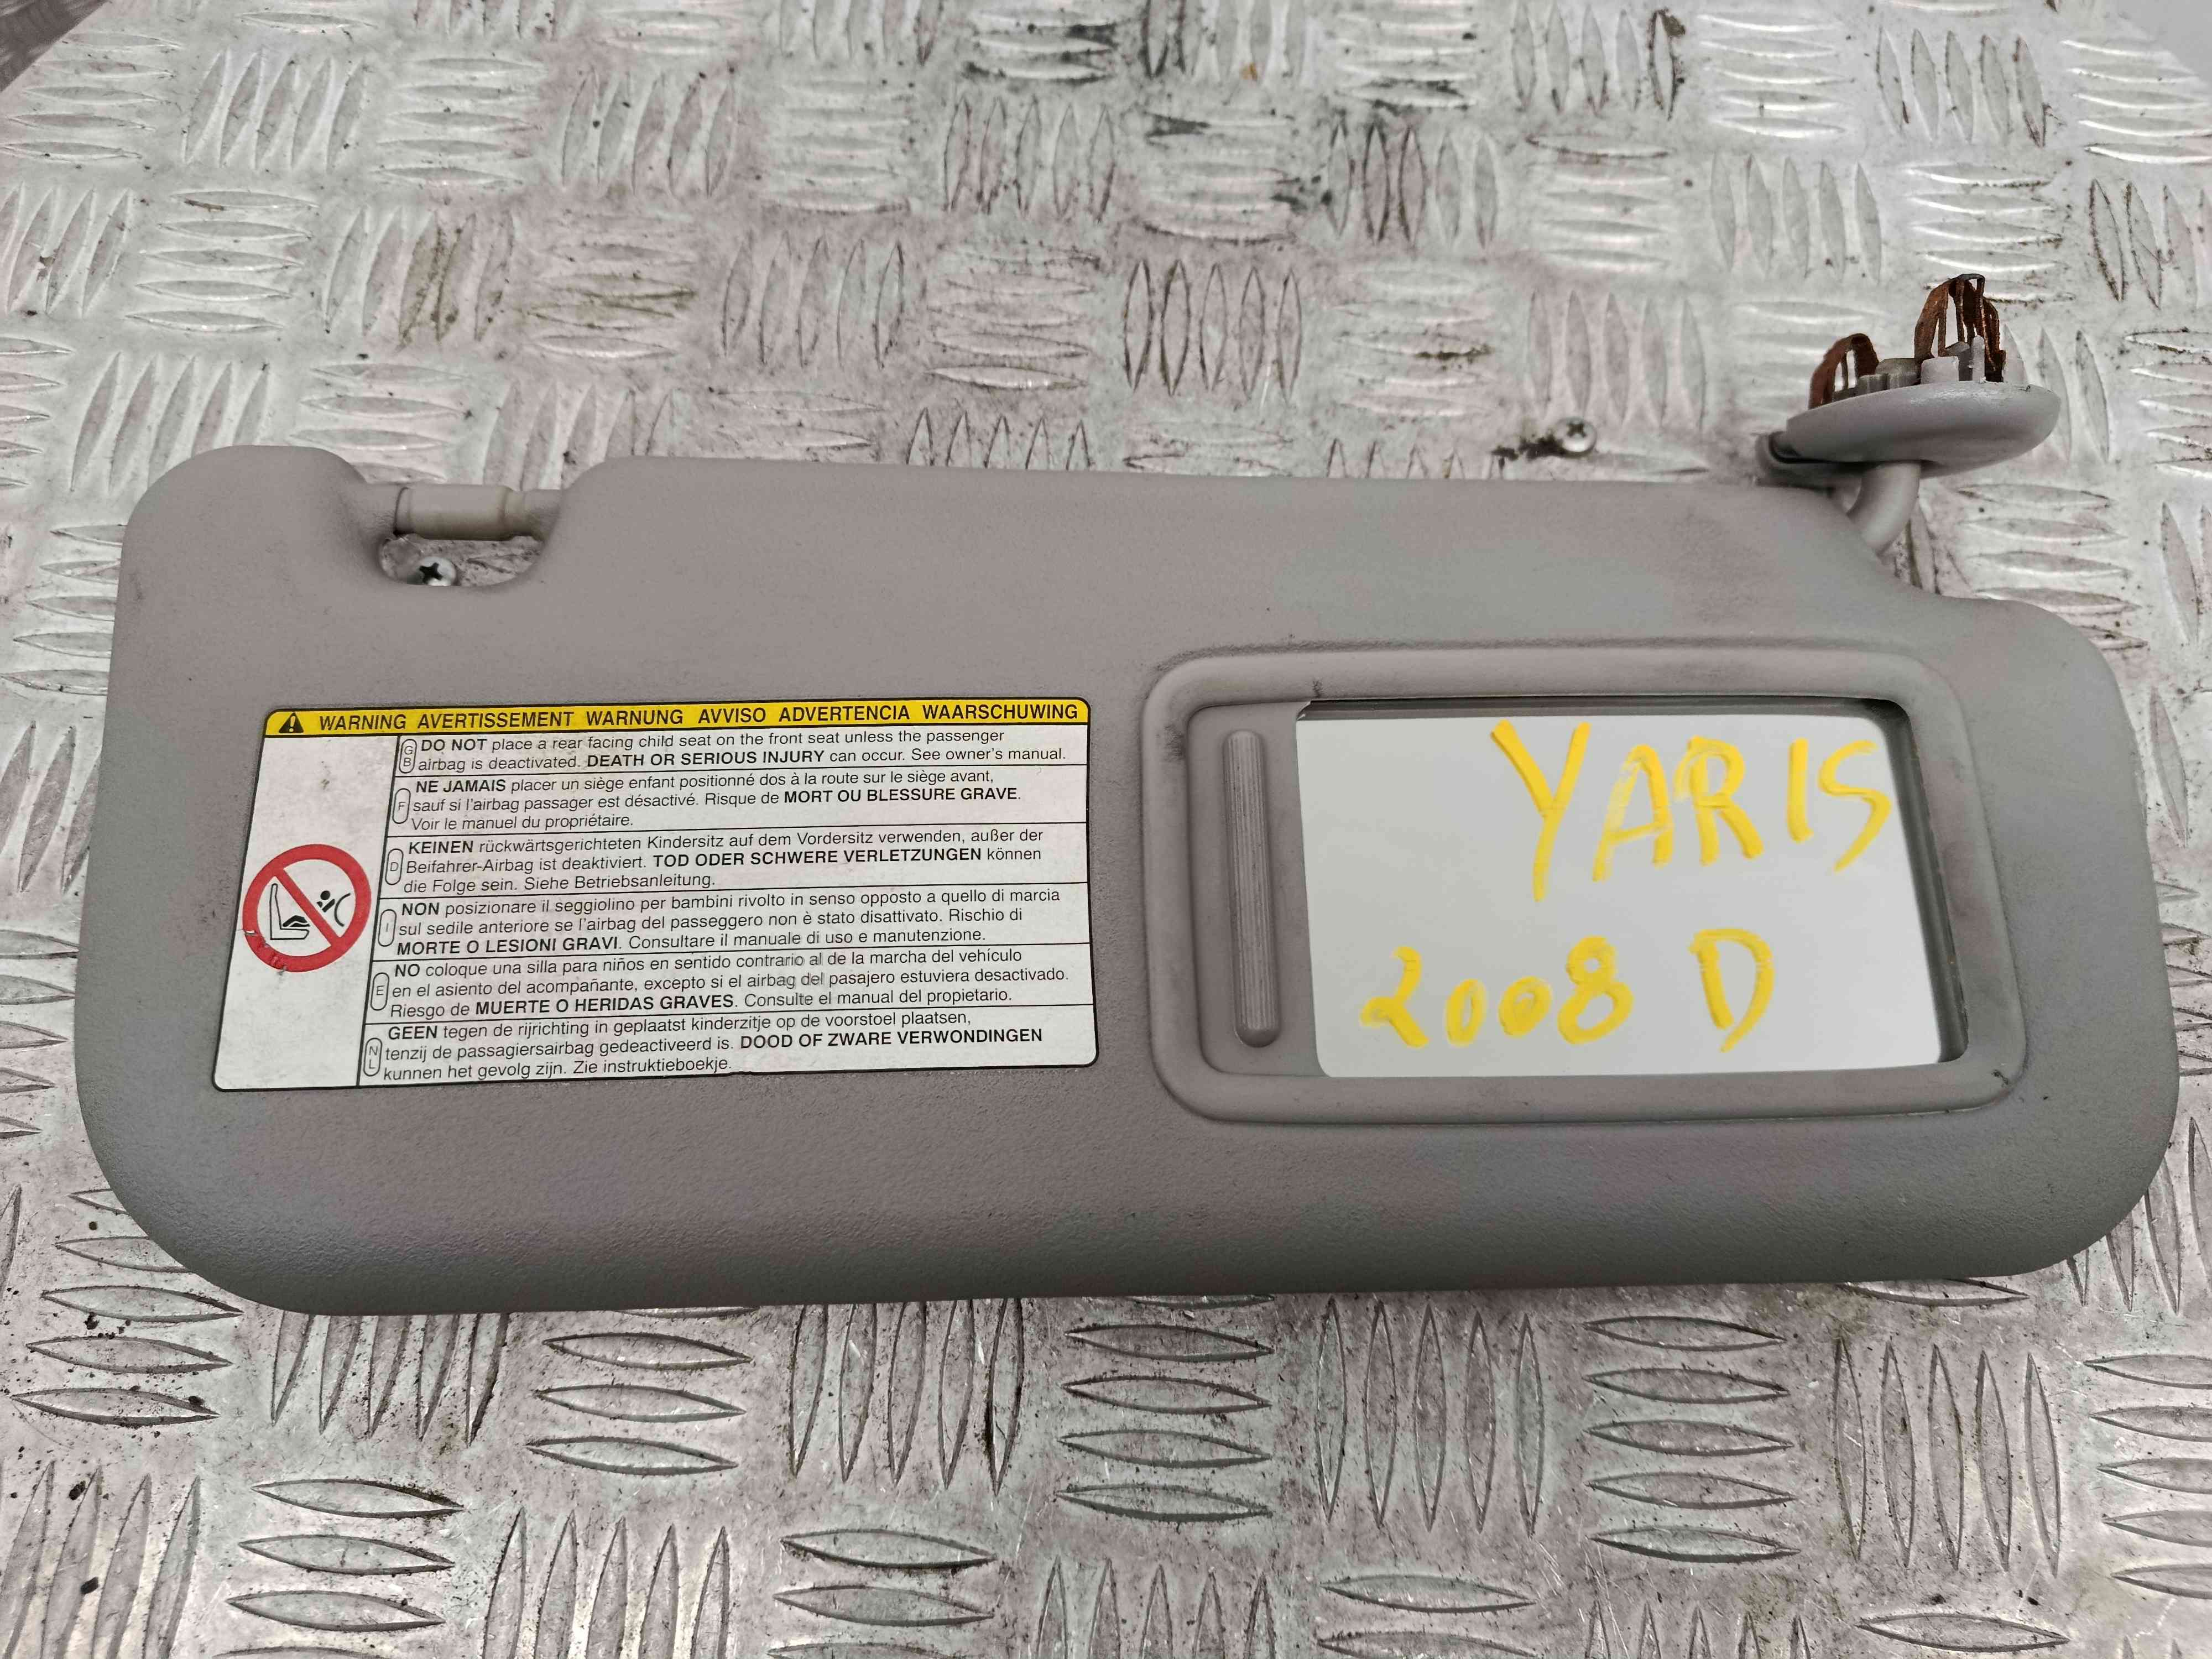 WARNING AVERTISSEMENT WARNUNG AVVISO ADVERTENCIA WAARSCHUWING
GB
DO NOT place a rear facing child seat on the front seat unless the passenger
airbag is deactivated. DEATH OR SERIOUS INJURY can occur. See owner's manual.
F
NE JAMAIS placer un siège enfant positionné dos à la route sur le siège avant,
sauf si l'airbag passager est désactivé. Risque de MORT OU BLESSURE GRAVE.
Voir le manuel du propriétaire.
D
KEINEN rückwärtsgerichteten Kindersitz auf dem Vordersitz verwenden, außer der
Beifahrer-Airbag ist deaktiviert. TOD ODER SCHWERE VERLETZUNGEN können
die Folge sein. Siehe Betriebsanleitung.
I
NON posizionare il seggiolino per bambini rivolto in senso opposto a quello di marcia
sul sedile anteriore se l'airbag del passeggero non è stato disattivato. Rischio di
MORTE O LESIONI GRAVI. Consultare il manuale di uso e manutenzione.
E
NO coloque una silla para niños en sentido contrario al de la marcha del vehículo
en el asiento del acompañante, excepto si el airbag del pasajero estuviera desactivado.
Riesgo de MUERTE O HERIDAS GRAVES. Consulte el manual del propietario.
NL
GEEN tegen de rijrichting in geplaatst kinderzitje op de voorstoel plaatsen,
tenzij de passagiersairbag gedeactiveerd is. DOOD OF ZWARE VERWONDINGEN
kunnen het gevolg zijn. Zie instruktieboekje.
YARIS
2008 D